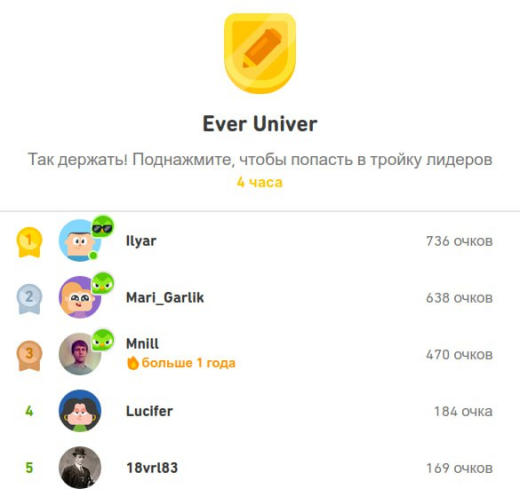 Ever Univer
Так держать! Поднажмите, чтобы попасть в тройку лидеров
4 часа
1 Ilyar 736 очков
2 Mari_Garlik 638 очков
3 Mnill 470 очков
больше 1 года
4 Lucifer 184 очка
5 18vrl83 169 очков